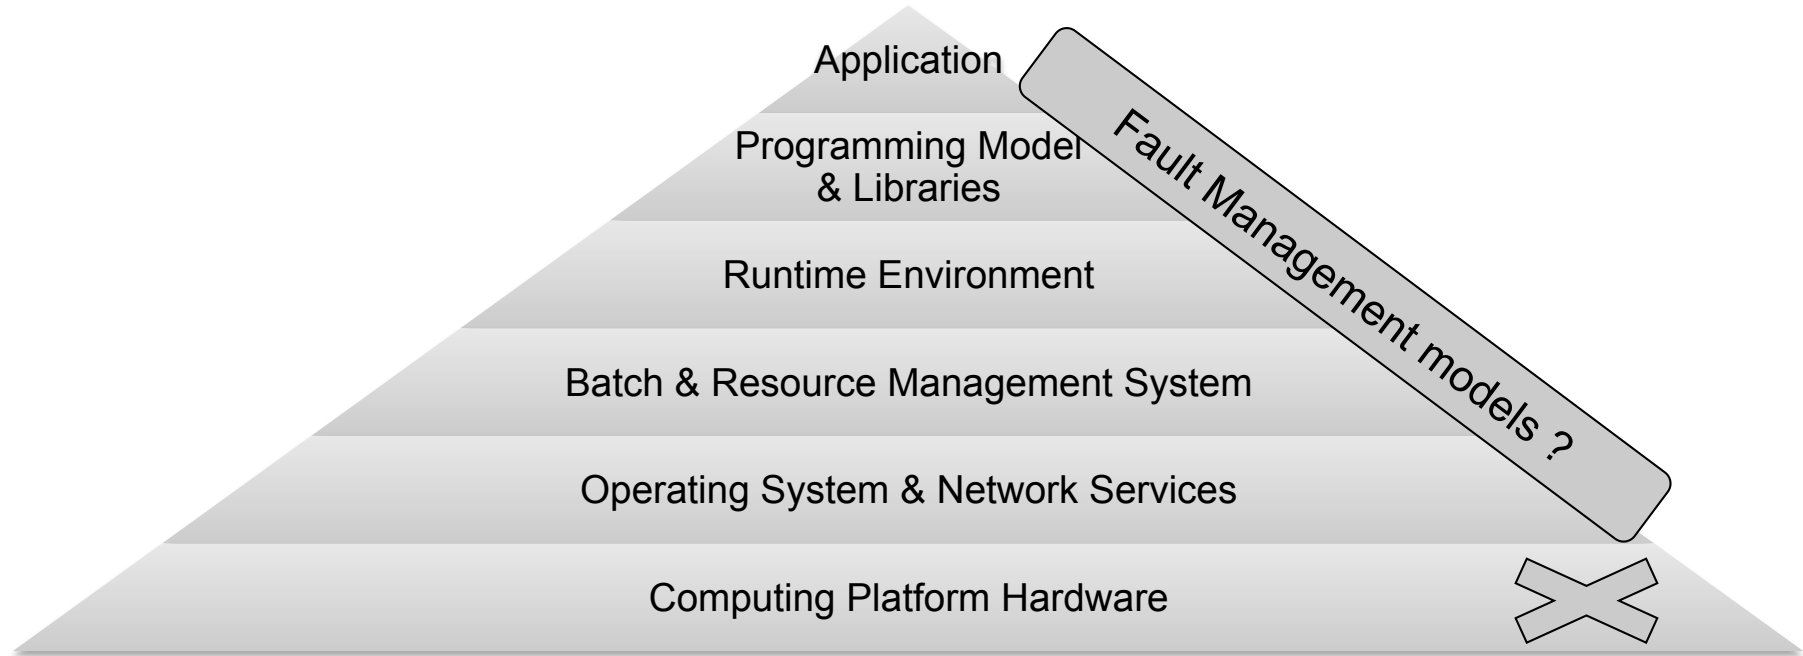 Application
Programming Model
& Libraries
Runtime Environment
Batch & Resource Management System
Operating System & Network Services
Computing Platform Hardware
Fault Management models ?